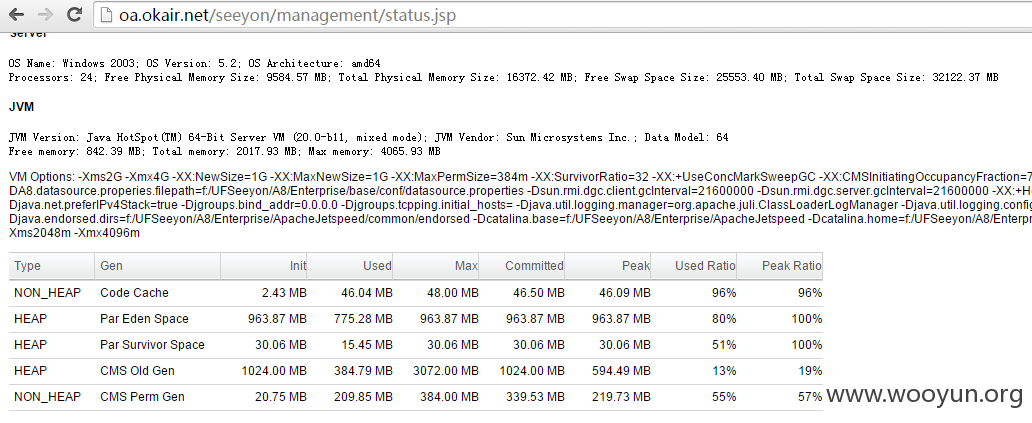 oa.okair.net/seeyon/management/status.jsp
Server
OS Name: Windows 2003; OS Version: 5.2; OS Architecture: amd64
Processors: 24; Free Physical Memory Size: 9584.57 MB; Total Physical Memory Size: 16372.42 MB; Free Swap Space Size: 25553.40 MB; Total Swap Space Size: 32122.37 MB
JVM
JVM Version: Java HotSpot(TM) 64-Bit Server VM (20.0-b11, mixed mode); JVM Vendor: Sun Microsystems Inc.; Data Model: 64
Free memory: 842.39 MB; Total memory: 2017.93 MB; Max memory: 4065.93 MB
VM Options: -Xms2G -Xmx4G -XX:NewSize=1G -XX:MaxNewSize=1G -XX:MaxPermSize=384m -XX:SurvivorRatio=32 -XX:+UseConcMarkSweepGC -XX:CMSInitiatingOccupancyFraction=7
DA8.datasource.properies.filepath=f:/UFSeeyon/A8/Enterprise/base/conf/datasource.properties -Dsun.rmi.dgc.client.gcInterval=21600000 -Dsun.rmi.dgc.server.gcInterval=21600000 -XX:+H
Djava.net.preferIPv4Stack=true -Djgroups.bind_addr=0.0.0.0 -Djgroups.tcpping.initial_hosts= -Djava.util.logging.manager=org.apache.juli.ClassLoaderLogManager -Djava.util.logging.config
Djava.endorsed.dirs=f:/UFSeeyon/A8/Enterprise/ApacheJetspeed/common/endorsed -Dcatalina.base=f:/UFSeeyon/A8/Enterprise/ApacheJetspeed -Dcatalina.home=f:/UFSeeyon/A8/Enter
Xms2048m -Xmx4096m
Type Gen Init Used Max Committed Peak Used Ratio Peak Ratio
NON_HEAP Code Cache 2.43 MB 46.04 MB 48.00 MB 46.50 MB 46.09 MB 96% 96%
HEAP Par Eden Space 963.87 MB 775.28 MB 963.87 MB 963.87 MB 963.87 MB 80% 100%
HEAP Par Survivor Space 30.06 MB 15.45 MB 30.06 MB 30.06 MB 30.06 MB 51% 100%
HEAP CMS Old Gen 1024.00 MB 384.79 MB 3072.00 MB 1024.00 MB 594.49 MB 13% 19%
NON_HEAP CMS Perm Gen 20.75 MB 209.85 MB 384.00 MB 339.53 MB 219.73 MB 55% 57%
www.wooyun.org